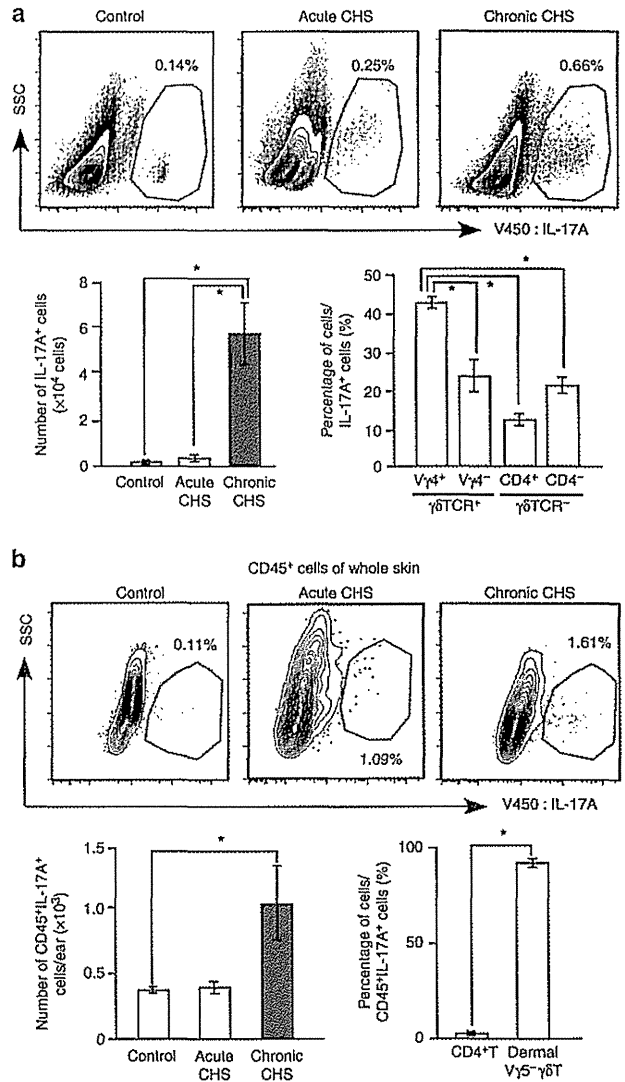 a
Control Acute CHS Chronic CHS
0.14% 0.25% 0.66%
SSC
V450 : IL-17A
Number of IL-17A⁺ cells
(×10⁴ cells)
8
6
4
2
0
*
*
Control Acute CHS Chronic CHS
Percentage of cells/
IL-17A⁺ cells (%)
50
40
30
20
10
0
*
* *
Vγ4⁺ Vγ4⁻ CD4⁺ CD4⁻
γδTCR⁺ γδTCR⁻
b
CD45⁺ cells of whole skin
Control Acute CHS Chronic CHS
0.11% 1.09% 1.61%
SSC
V450 : IL-17A
Number of CD45⁺IL-17A⁺
cells/ear (×10³)
1.5
1.0
0.5
0
*
Control Acute CHS Chronic CHS
Percentage of cells/
CD45⁺IL-17A⁺ cells (%)
100
50
0
*
CD4⁺T Dermal
Vγ5⁻γδT